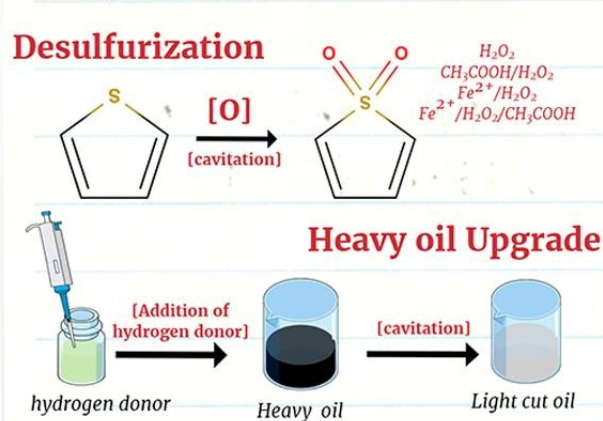 Desulfurization
S
[O]
[cavitation]
O O
S
H₂O₂
CH₃COOH/H₂O₂
Fe²⁺/H₂O₂
Fe²⁺/H₂O₂/CH₃COOH
Heavy oil Upgrade
[Addition of
hydrogen donor]
[cavitation]
hydrogen donor
Heavy oil
Light cut oil